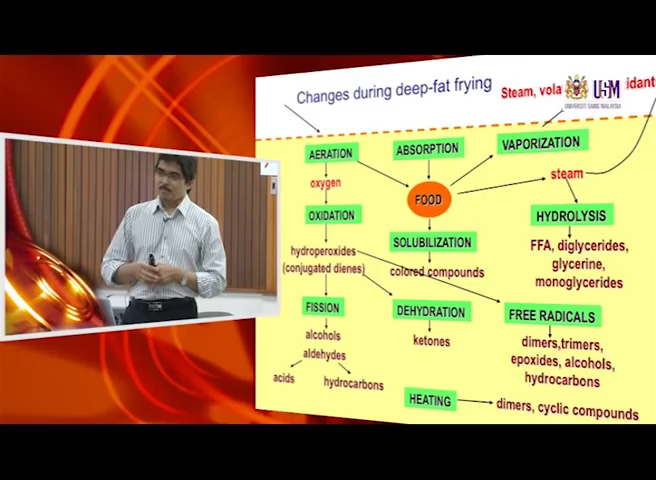 Changes during deep-fat frying
Steam, vola
idant
USM
UNIVERSITI SAINS MALAYSIA
AERATION
ABSORPTION
VAPORIZATION
oxygen
FOOD
steam
OXIDATION
HYDROLYSIS
hydroperoxides
(conjugated dienes)
SOLUBILIZATION
colored compounds
FFA, diglycerides,
glycerine,
monoglycerides
FISSION
DEHYDRATION
FREE RADICALS
alcohols
aldehydes
ketones
dimers,trimers,
epoxides, alcohols,
hydrocarbons
acids
hydrocarbons
HEATING
dimers, cyclic compounds